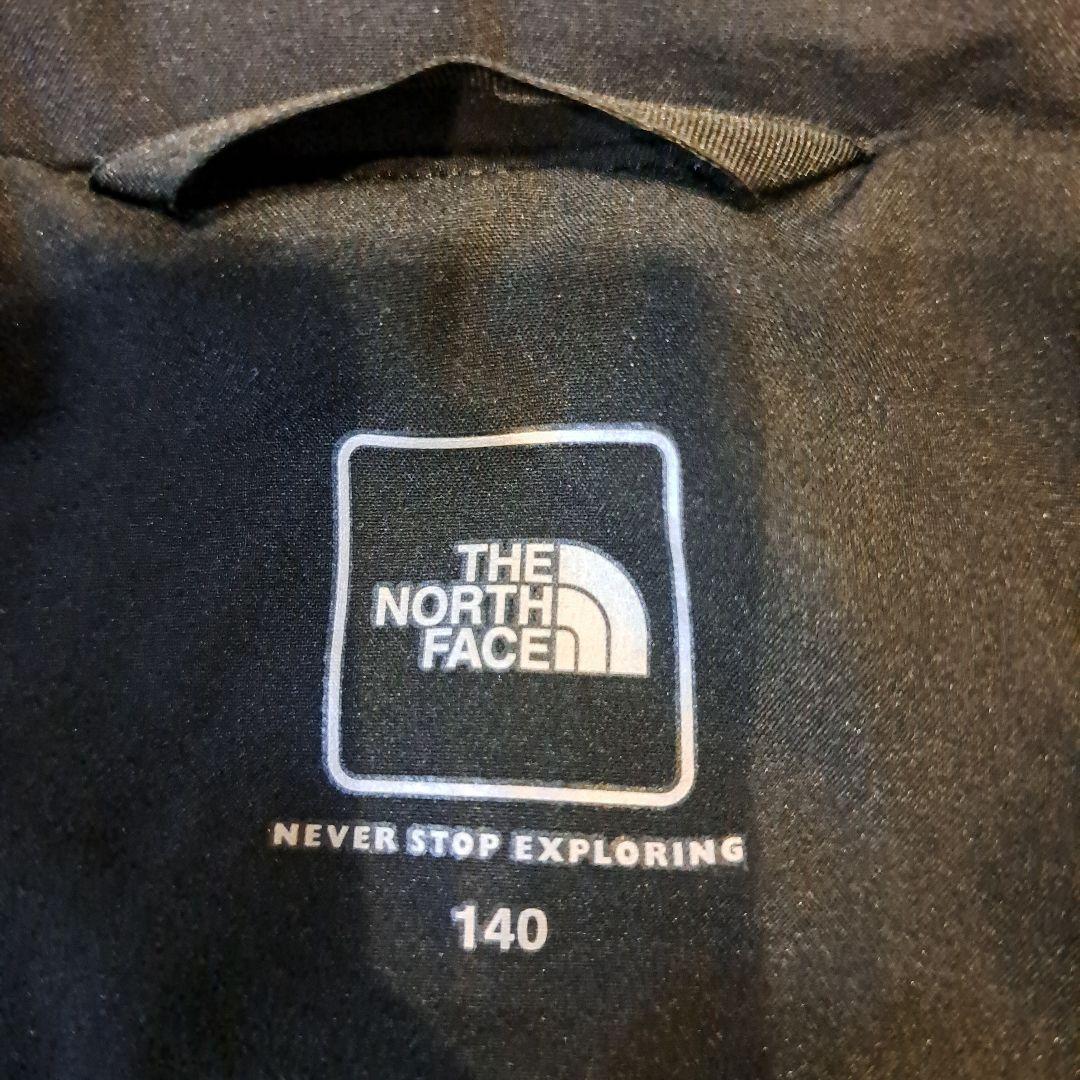 THE
NORTH
FACE
NEVER STOP EXPLORING
140